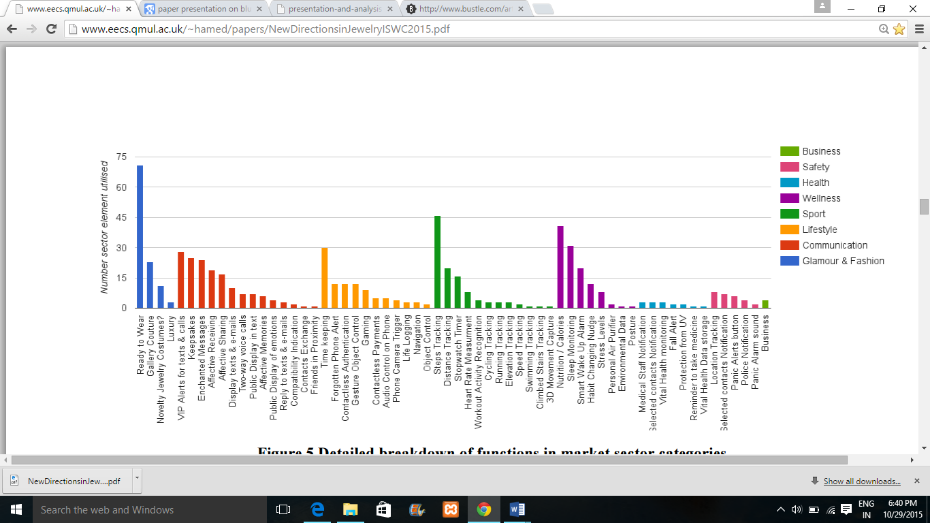 www.eecs.qmul.ac.uk/~ha
paper presentation on blu
presentation-and-analysis
http://www.bustle.com/ar
www.eecs.qmul.ac.uk/~hamed/papers/NewDirectionsinJewelryISWC2015.pdf
75
60
45
30
15
0
Number sector element utilised
Business
Safety
Health
Wellness
Sport
Lifestyle
Communication
Glamour & Fashion
Ready to Wear
Gallery Couture
Novelty Jewelry Costumes?
Luxury
VIP Alerts for texts & calls
Keepsakes
Enchanted Messages
Affective Receiving
Affective Sharing
Display texts & e-mails
Two-way voice calls
Public Display in text
Affective Memories
Public Display of emotions
Reply to texts & e-mails
Compatibility Indication
Contacts Exchange
Friends in Proximity
Time keeping
Forgotten Phone Alert
Contactless Authentication
Gesture Object Control
Gaming
Contactless Payments
Audio Control on Phone
Phone Camera Trigger
Life Logging
Navigation
Object Control
Steps Tracking
Distance Tracking
Stopwatch Timer
Heart Rate Measurement
Workout Activity Recognition
Cycling Tracking
Running Tracking
Elevation Tracking
Speed Tracking
Swimming Tracking
Climbed Stairs Tracking
3D Movement Capture
Nutrition / Calories
Sleep Monitoring
Smart Wake Up Alarm
Habit Changing Nudge
Stress Levels
Personal Air Purifier
Environmental Data
Posture
Medical Staff Notification
Selected contacts Notification
Vital Health monitoring
Fall Alert
Protection from UV
Reminder to take medicine
Vital Health Data storage
Location Tracking
Selected contacts Notification
Panic Alerts button
Police Notification
Panic Alarm sound
Business
Figure 5 Detailed breakdown of functions in market sector categories
NewDirectionsinJew....pdf
Show all downloads...
Search the web and Windows
ENG
IN
6:40 PM
10/29/2015